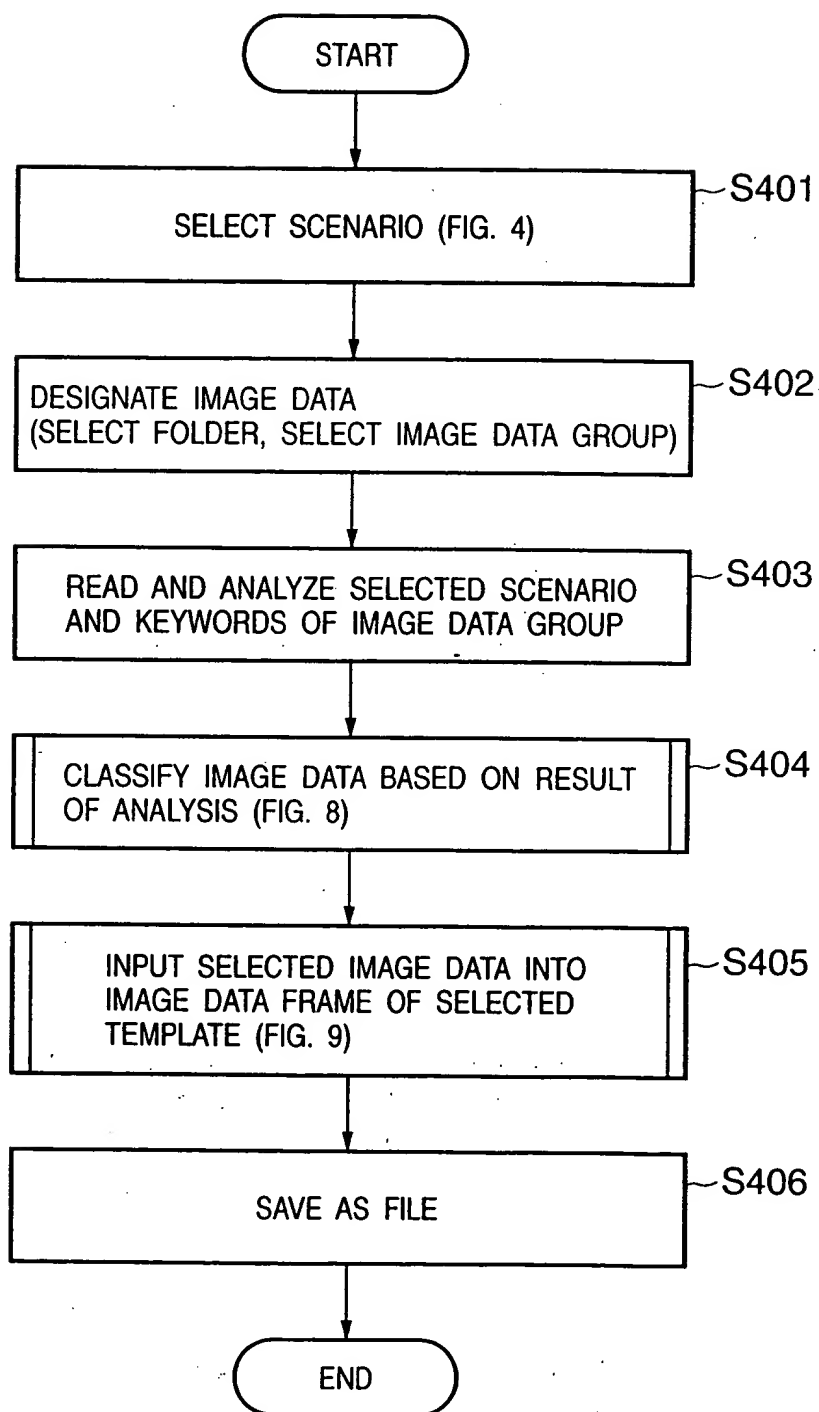 START
SELECT SCENARIO (FIG. 4)
S401
DESIGNATE IMAGE DATA
(SELECT FOLDER, SELECT IMAGE DATA GROUP)
S402
READ AND ANALYZE SELECTED SCENARIO
AND KEYWORDS OF IMAGE DATA GROUP
S403
CLASSIFY IMAGE DATA BASED ON RESULT
OF ANALYSIS (FIG. 8)
S404
INPUT SELECTED IMAGE DATA INTO
IMAGE DATA FRAME OF SELECTED
TEMPLATE (FIG. 9)
S405
SAVE AS FILE
S406
END